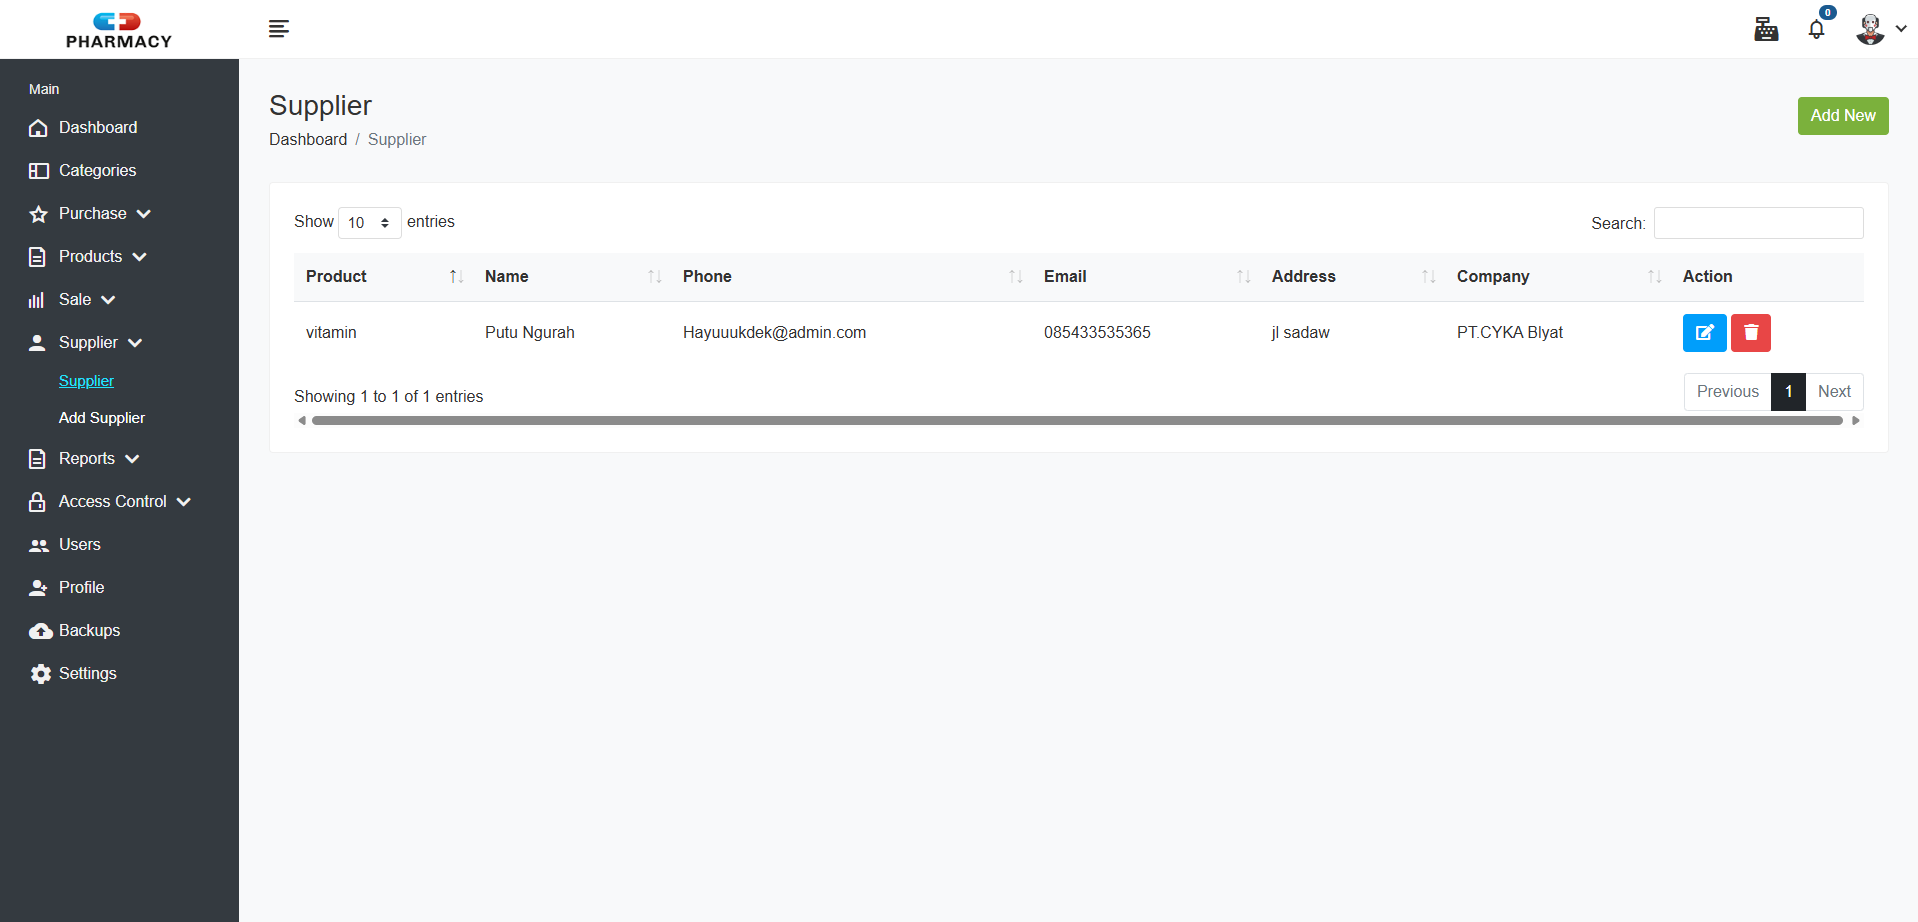 PHARMACY
0
Main
Dashboard
Categories
Purchase
Products
Sale
Supplier
Supplier
Add Supplier
Reports
Access Control
Users
Profile
Backups
Settings
Supplier
Dashboard / Supplier
Add New
Show 10 entries
Search:
Product Name Phone Email Address Company Action
vitamin Putu Ngurah Hayuuukdek@admin.com 085433535365 jl sadaw PT.CYKA Blyat
Showing 1 to 1 of 1 entries
Previous 1 Next